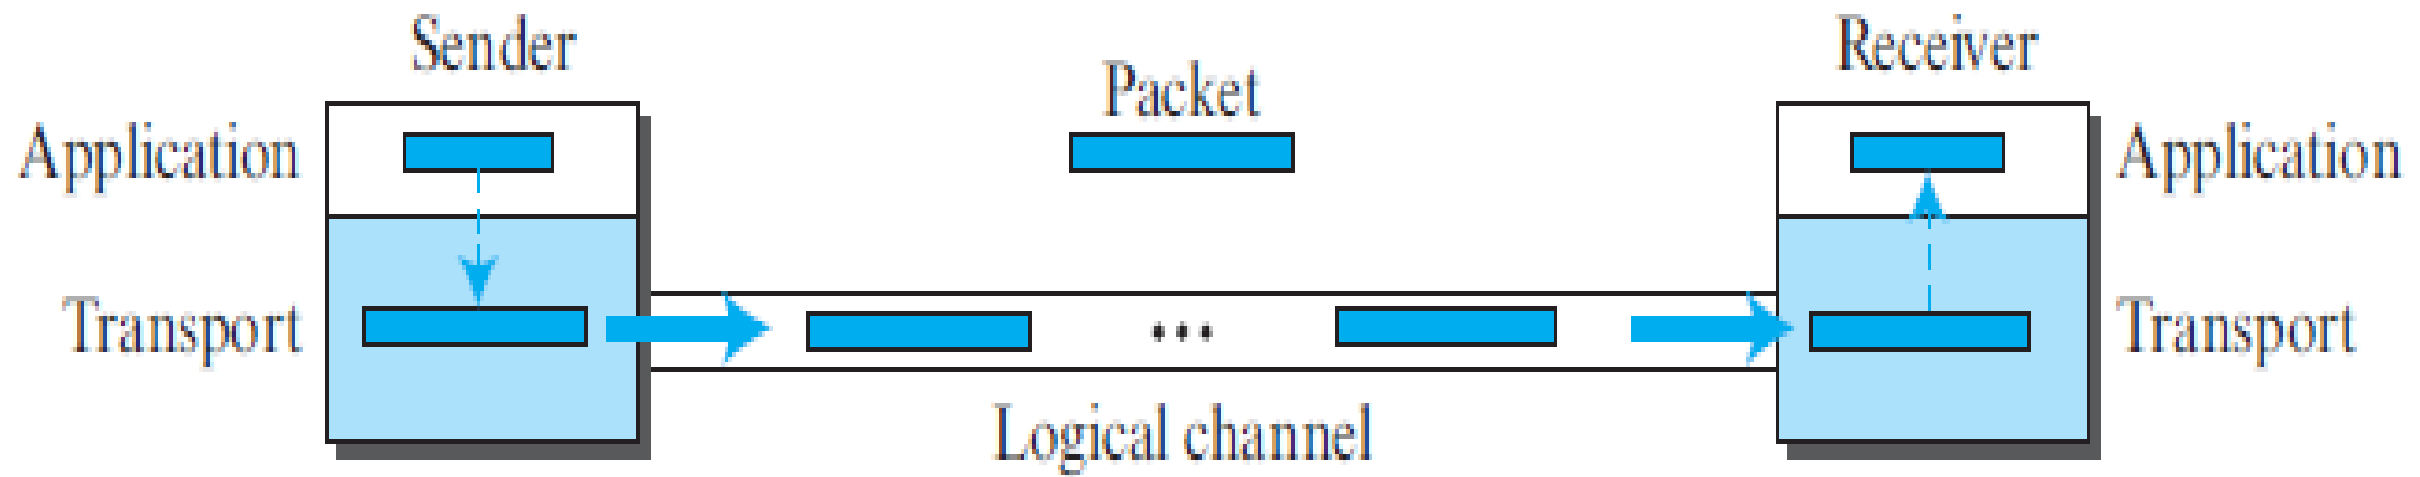 Sender
Receiver
Packet
Application
Application
Transport
...
Transport
Logical channel